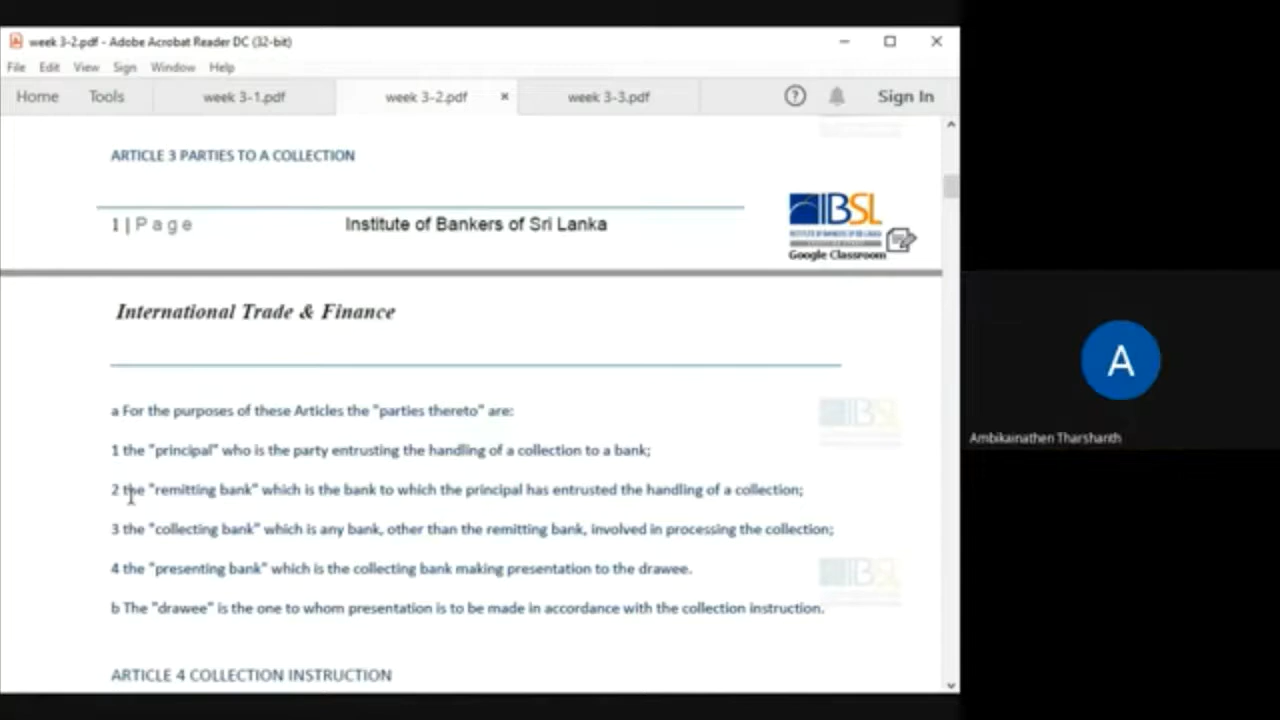 week 3-2.pdf - Adobe Acrobat Reader DC (32-bit)
File Edit View Sign Window Help
Home Tools week 3-1.pdf week 3-2.pdf × week 3-3.pdf ? Sign In
ARTICLE 3 PARTIES TO A COLLECTION
1 | P a g e Institute of Bankers of Sri Lanka
IBSL
INSTITUTE OF BANKERS OF SRI LANKA
Google Classroom
International Trade & Finance
a For the purposes of these Articles the "parties thereto" are:
1 the "principal" who is the party entrusting the handling of a collection to a bank;
2 the "remitting bank" which is the bank to which the principal has entrusted the handling of a collection;
3 the "collecting bank" which is any bank, other than the remitting bank, involved in processing the collection;
4 the "presenting bank" which is the collecting bank making presentation to the drawee.
b The "drawee" is the one to whom presentation is to be made in accordance with the collection instruction.
ARTICLE 4 COLLECTION INSTRUCTION
A
Ambikainathen Tharshanth